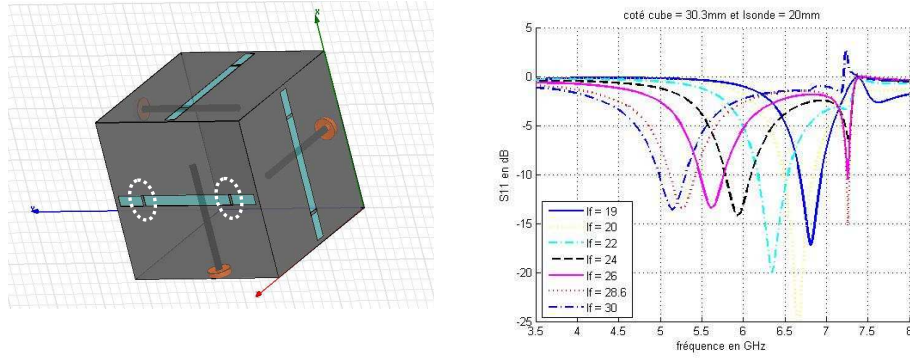 x
coté cube = 30.3mm et lsonde = 20mm
5
0
-5
-10
-15
-20
-25
S11 en dB
lf = 19
lf = 20
lf = 22
lf = 24
lf = 26
lf = 28.6
lf = 30
3.5 4 4.5 5 5.5 6 6.5 7 7.5 8
fréquence en GHz